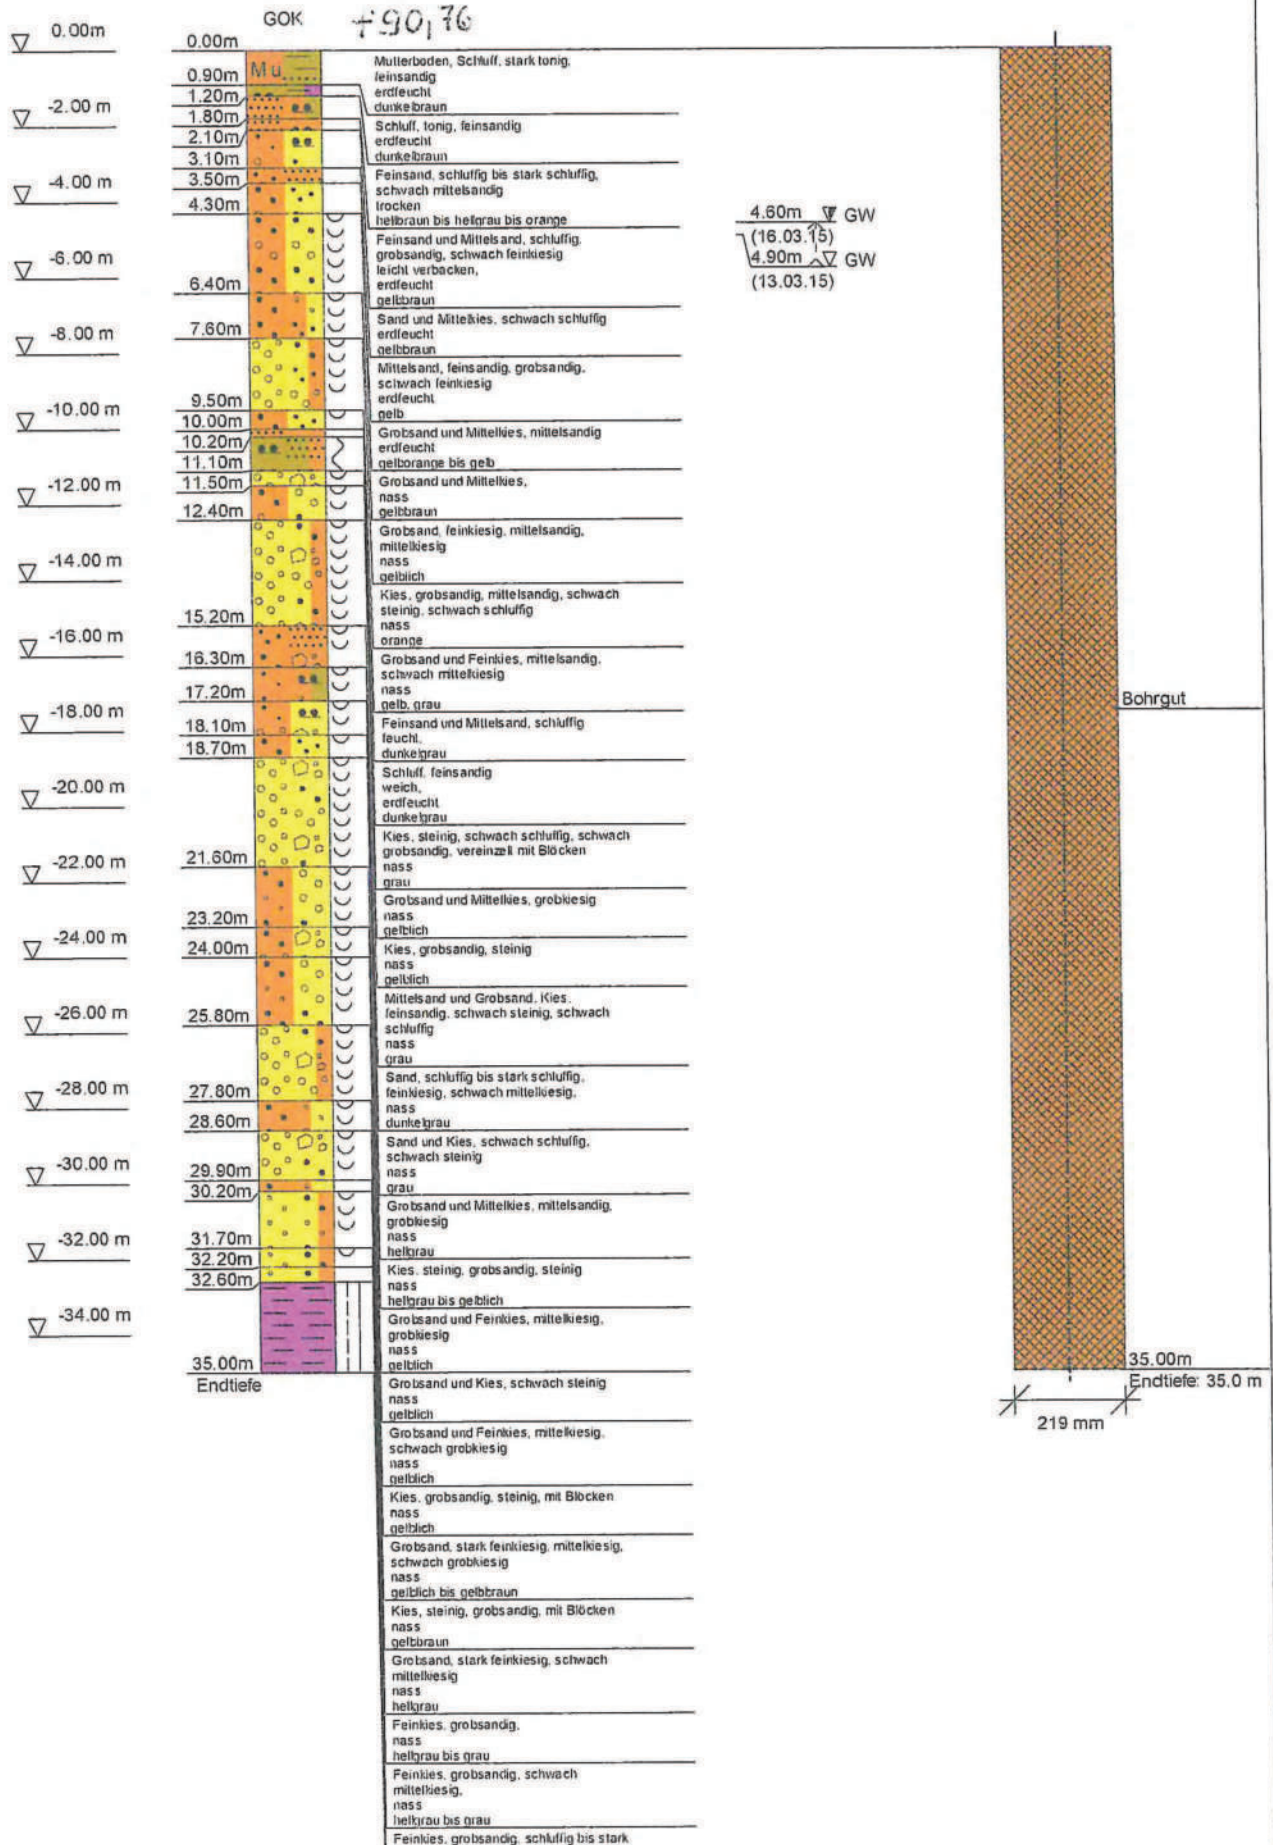 GOK
+90,76
0.00m
-2.00 m
-4.00 m
-6.00 m
-8.00 m
-10.00 m
-12.00 m
-14.00 m
-16.00 m
-18.00 m
-20.00 m
-22.00 m
-24.00 m
-26.00 m
-28.00 m
-30.00 m
-32.00 m
-34.00 m
0.00m
0.90m
1.20m
1.80m
2.10m
3.10m
3.50m
4.30m
6.40m
7.60m
9.50m
10.00m
10.20m
11.10m
11.50m
12.40m
15.20m
16.30m
17.20m
18.10m
18.70m
21.60m
23.20m
24.00m
25.80m
27.80m
28.60m
29.90m
30.20m
31.70m
32.20m
32.60m
35.00m
Endtiefe
Mu
Mutterboden, Schluff, stark tonig,
feinsandig
erdfeucht
dunkelbraun
Schluff, tonig, feinsandig
erdfeucht
dunkelbraun
Feinsand, schluffig bis stark schluffig,
schwach mittelsandig
trocken
hellbraun bis hellgrau bis orange
Feinsand und Mittelsand, schluffig,
grobsandig, schwach feinkiesig
leicht verbacken,
erdfeucht
gelbbraun
Sand und Mittelkies, schwach schluffig
erdfeucht
gelbbraun
Mittelsand, feinsandig, grobsandig,
schwach feinkiesig
erdfeucht
gelb
Grobsand und Mittelkies, mittelsandig
erdfeucht
gelborange bis gelb
Grobsand und Mittelkies,
nass
gelbbraun
Grobsand, feinkiesig, mittelsandig,
mittelkiesig
nass
gelblich
Kies, grobsandig, mittelsandig, schwach
steinig, schwach schluffig
nass
orange
Grobsand und Feinkies, mittelsandig,
schwach mittelkiesig
nass
gelb, grau
Feinsand und Mittelsand, schluffig
feucht,
dunkelgrau
Schluff, feinsandig
weich,
erdfeucht
dunkelgrau
Kies, steinig, schwach schluffig, schwach
grobsandig, vereinzelt mit Blöcken
nass
grau
Grobsand und Mittelkies, grobkiesig
nass
gelblich
Kies, grobsandig, steinig
nass
gelblich
Mittelsand und Grobsand, Kies,
feinsandig, schwach steinig, schwach
schluffig
nass
grau
Sand, schluffig bis stark schluffig,
feinkiesig, schwach mittelkiesig,
nass
dunkelgrau
Sand und Kies, schwach schluffig,
schwach steinig
nass
grau
Grobsand und Mittelkies, mittelsandig,
grobkiesig
nass
hellgrau
Kies, steinig, grobsandig, steinig
nass
hellgrau bis gelblich
Grobsand und Feinkies, mittelkiesig,
grobkiesig
nass
gelblich
Grobsand und Kies, schwach steinig
nass
gelblich
Grobsand und Feinkies, mittelkiesig,
schwach grobkiesig
nass
gelblich
Kies, grobsandig, steinig, mit Blöcken
nass
gelblich
Grobsand, stark feinkiesig, mittelkiesig,
schwach grobkiesig
nass
gelblich bis gelbbraun
Kies, steinig, grobsandig, mit Blöcken
nass
gelbbraun
Grobsand, stark feinkiesig, schwach
mittelkiesig
nass
hellgrau
Feinkies, grobsandig,
nass
hellgrau bis grau
Feinkies, grobsandig, schwach
mittelkiesig,
nass
hellgrau bis grau
Feinkies, grobsandig, schluffig bis stark
4.60m GW
(16.03.15)
4.90m GW
(13.03.15)
Bohrgut
35.00m
Endtiefe: 35.0 m
219 mm